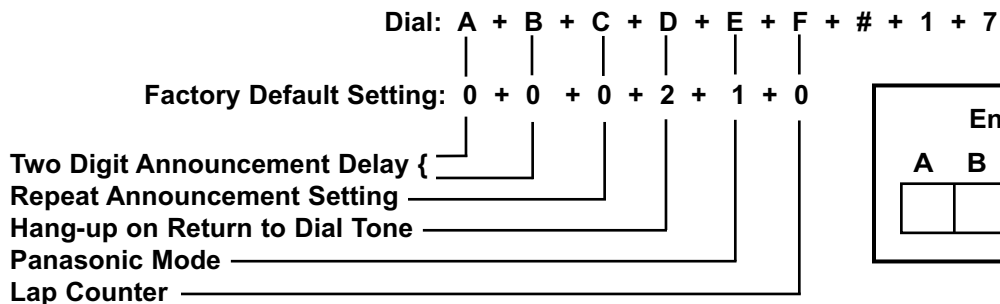 Dial: A + B + C + D + E + F + # + 1 + 7
Factory Default Setting: 0 + 0 + 0 + 2 + 1 + 0
Two Digit Announcement Delay {
Repeat Announcement Setting
Hang-up on Return to Dial Tone
Panasonic Mode
Lap Counter
En
A B